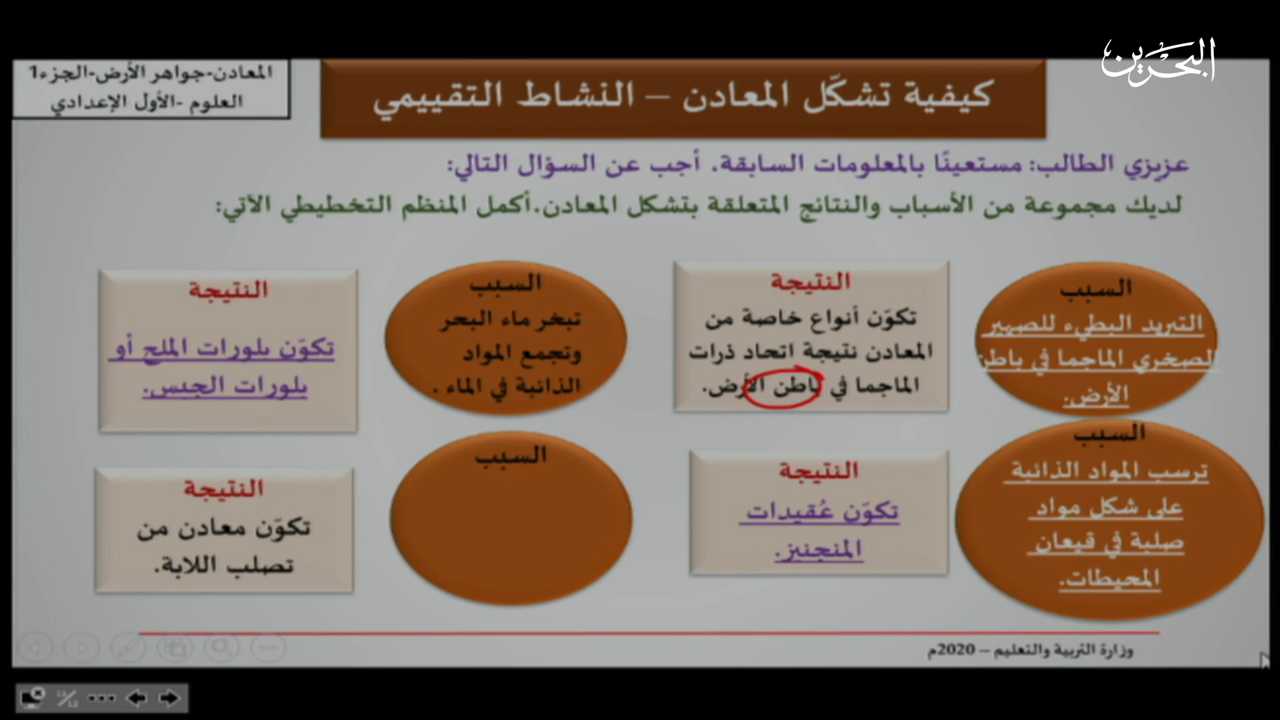 البحرين
المعادن-جواهر الأرض-الجزء1
العلوم -الأول الإعدادي
كيفية تشكّل المعادن – النشاط التقييمي
عزيزي الطالب: مستعينًا بالمعلومات السابقة. أجب عن السؤال التالي:
لديك مجموعة من الأسباب والنتائج المتعلقة بتشكل المعادن.أكمل المنظم التخطيطي الآتي:
السبب
التبريد البطيء للصهير
الصخري الماجما في باطن
الأرض.
النتيجة
تكوّن أنواع خاصة من
المعادن نتيجة اتحاد ذرات
الماجما في باطن الأرض.
السبب
تبخر ماء البحر
وتجمع المواد
الذائبة في الماء .
النتيجة
تكوّن بلورات الملح أو
بلورات الجبس.
السبب
ترسب المواد الذائبة
على شكل مواد
صلبة في قيعان
المحيطات.
النتيجة
تكوّن عُقيدات
المنجنيز.
السبب
النتيجة
تكوّن معادن من
تصلب اللابة.
وزارة التربية والتعليم – 2020م
11/12